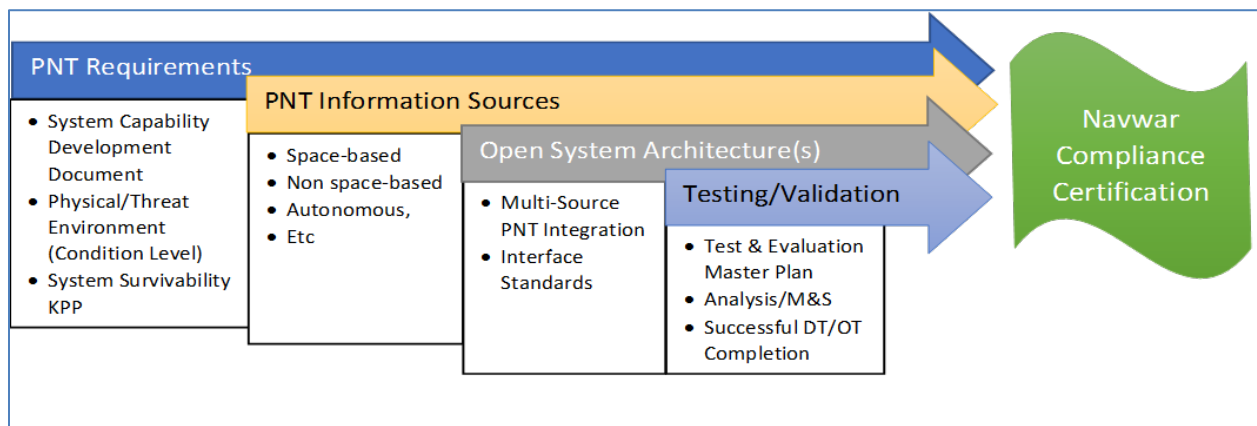 PNT Requirements
• System Capability
Development
Document
• Physical/Threat
Environment
(Condition Level)
• System Survivability
KPP
PNT Information Sources
• Space-based
• Non space-based
• Autonomous,
• Etc
Open System Architecture(s)
• Multi-Source
PNT Integration
• Interface
Standards
Testing/Validation
• Test & Evaluation
Master Plan
• Analysis/M&S
• Successful DT/OT
Completion
Navwar
Compliance
Certification